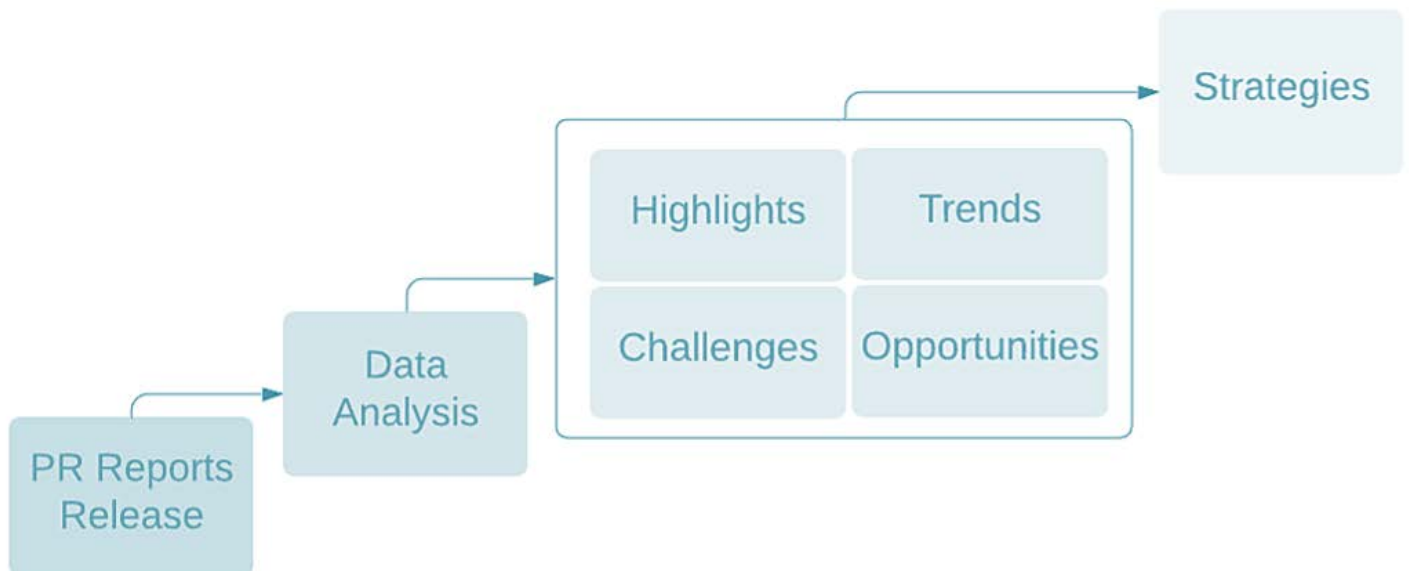 Strategies
Highlights
Trends
Challenges
Opportunities
Data
Analysis
PR Reports
Release